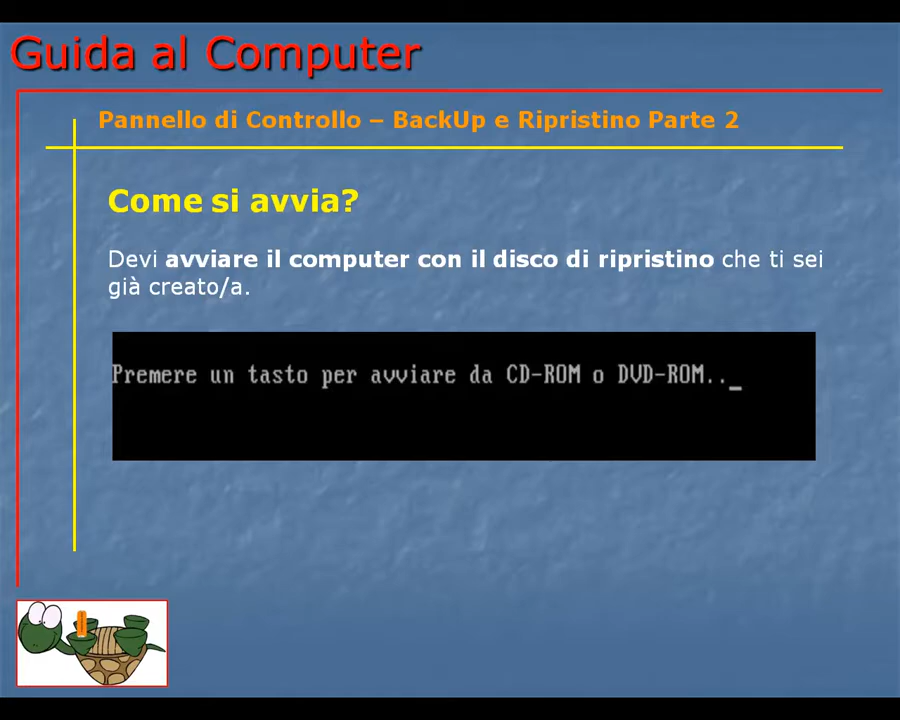 Guida al Computer
Pannello di Controllo – BackUp e Ripristino Parte 2
Come si avvia?
Devi avviare il computer con il disco di ripristino che ti sei
già creato/a.
Premere un tasto per avviare da CD-ROM o DVD-ROM.._